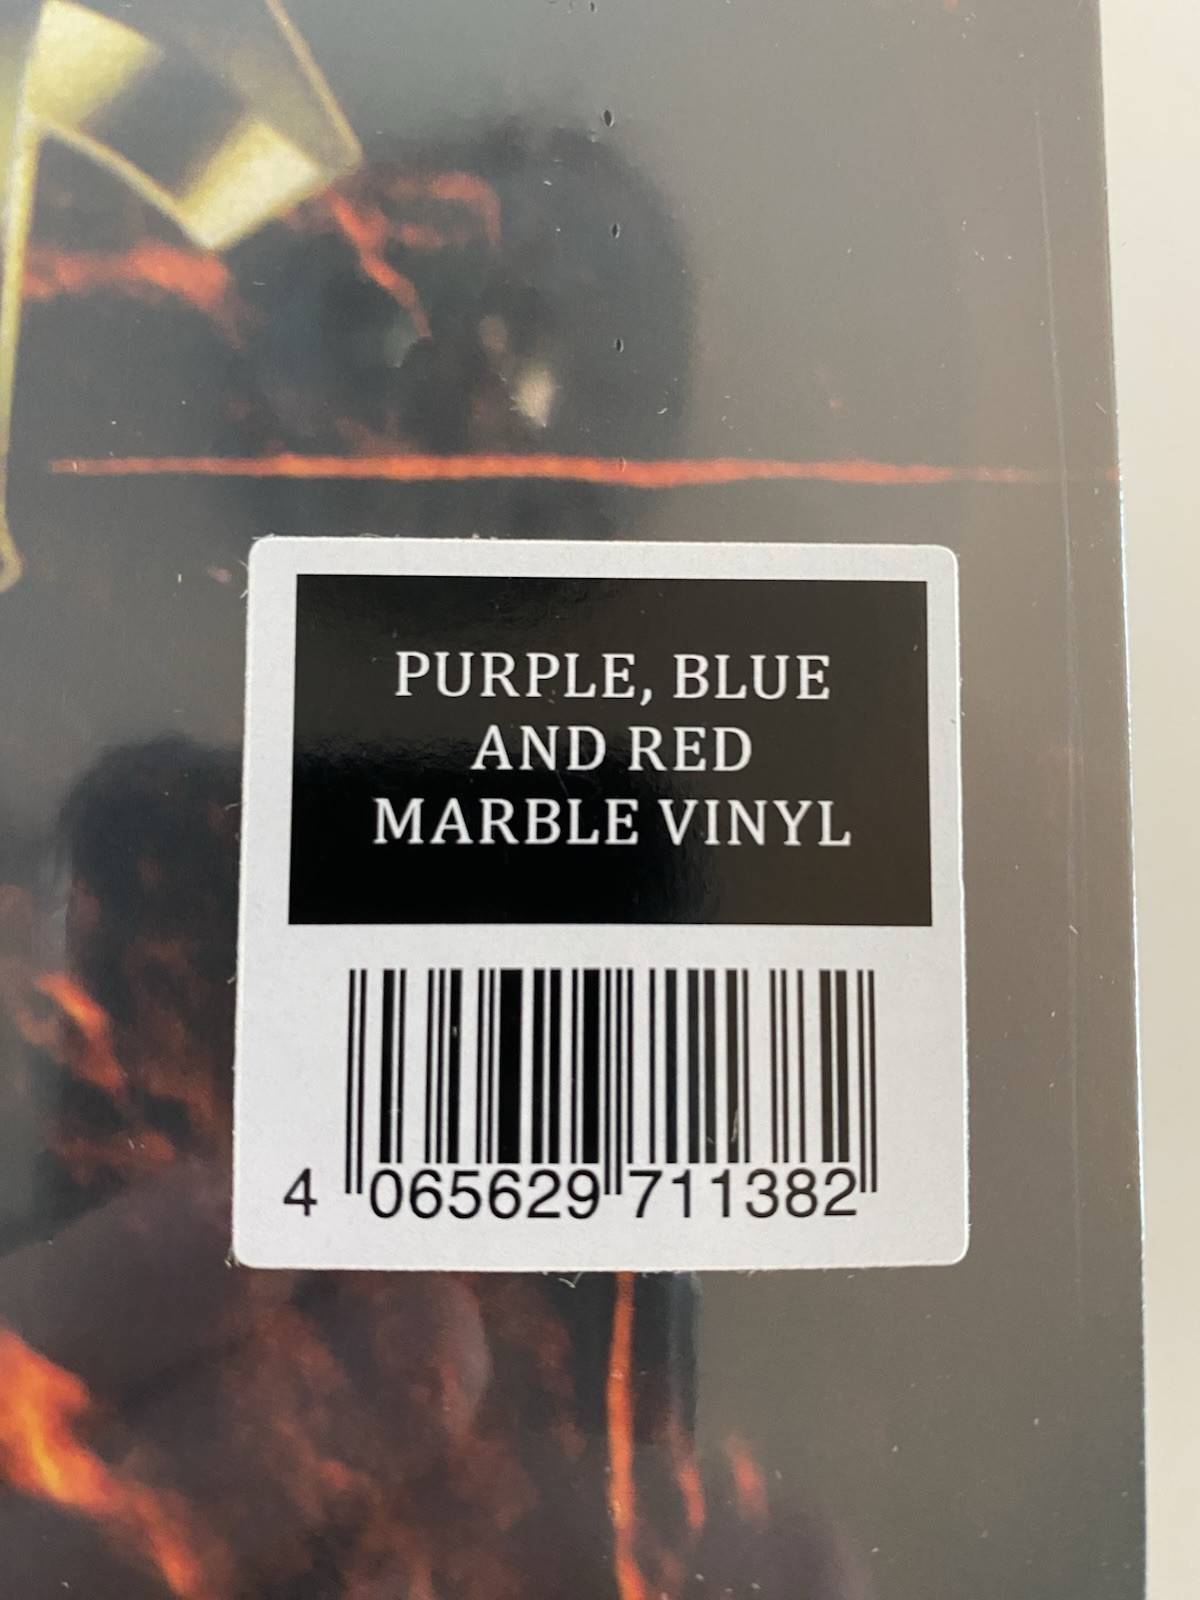 PURPLE, BLUE
AND RED
MARBLE VINYL
4 065629 711382